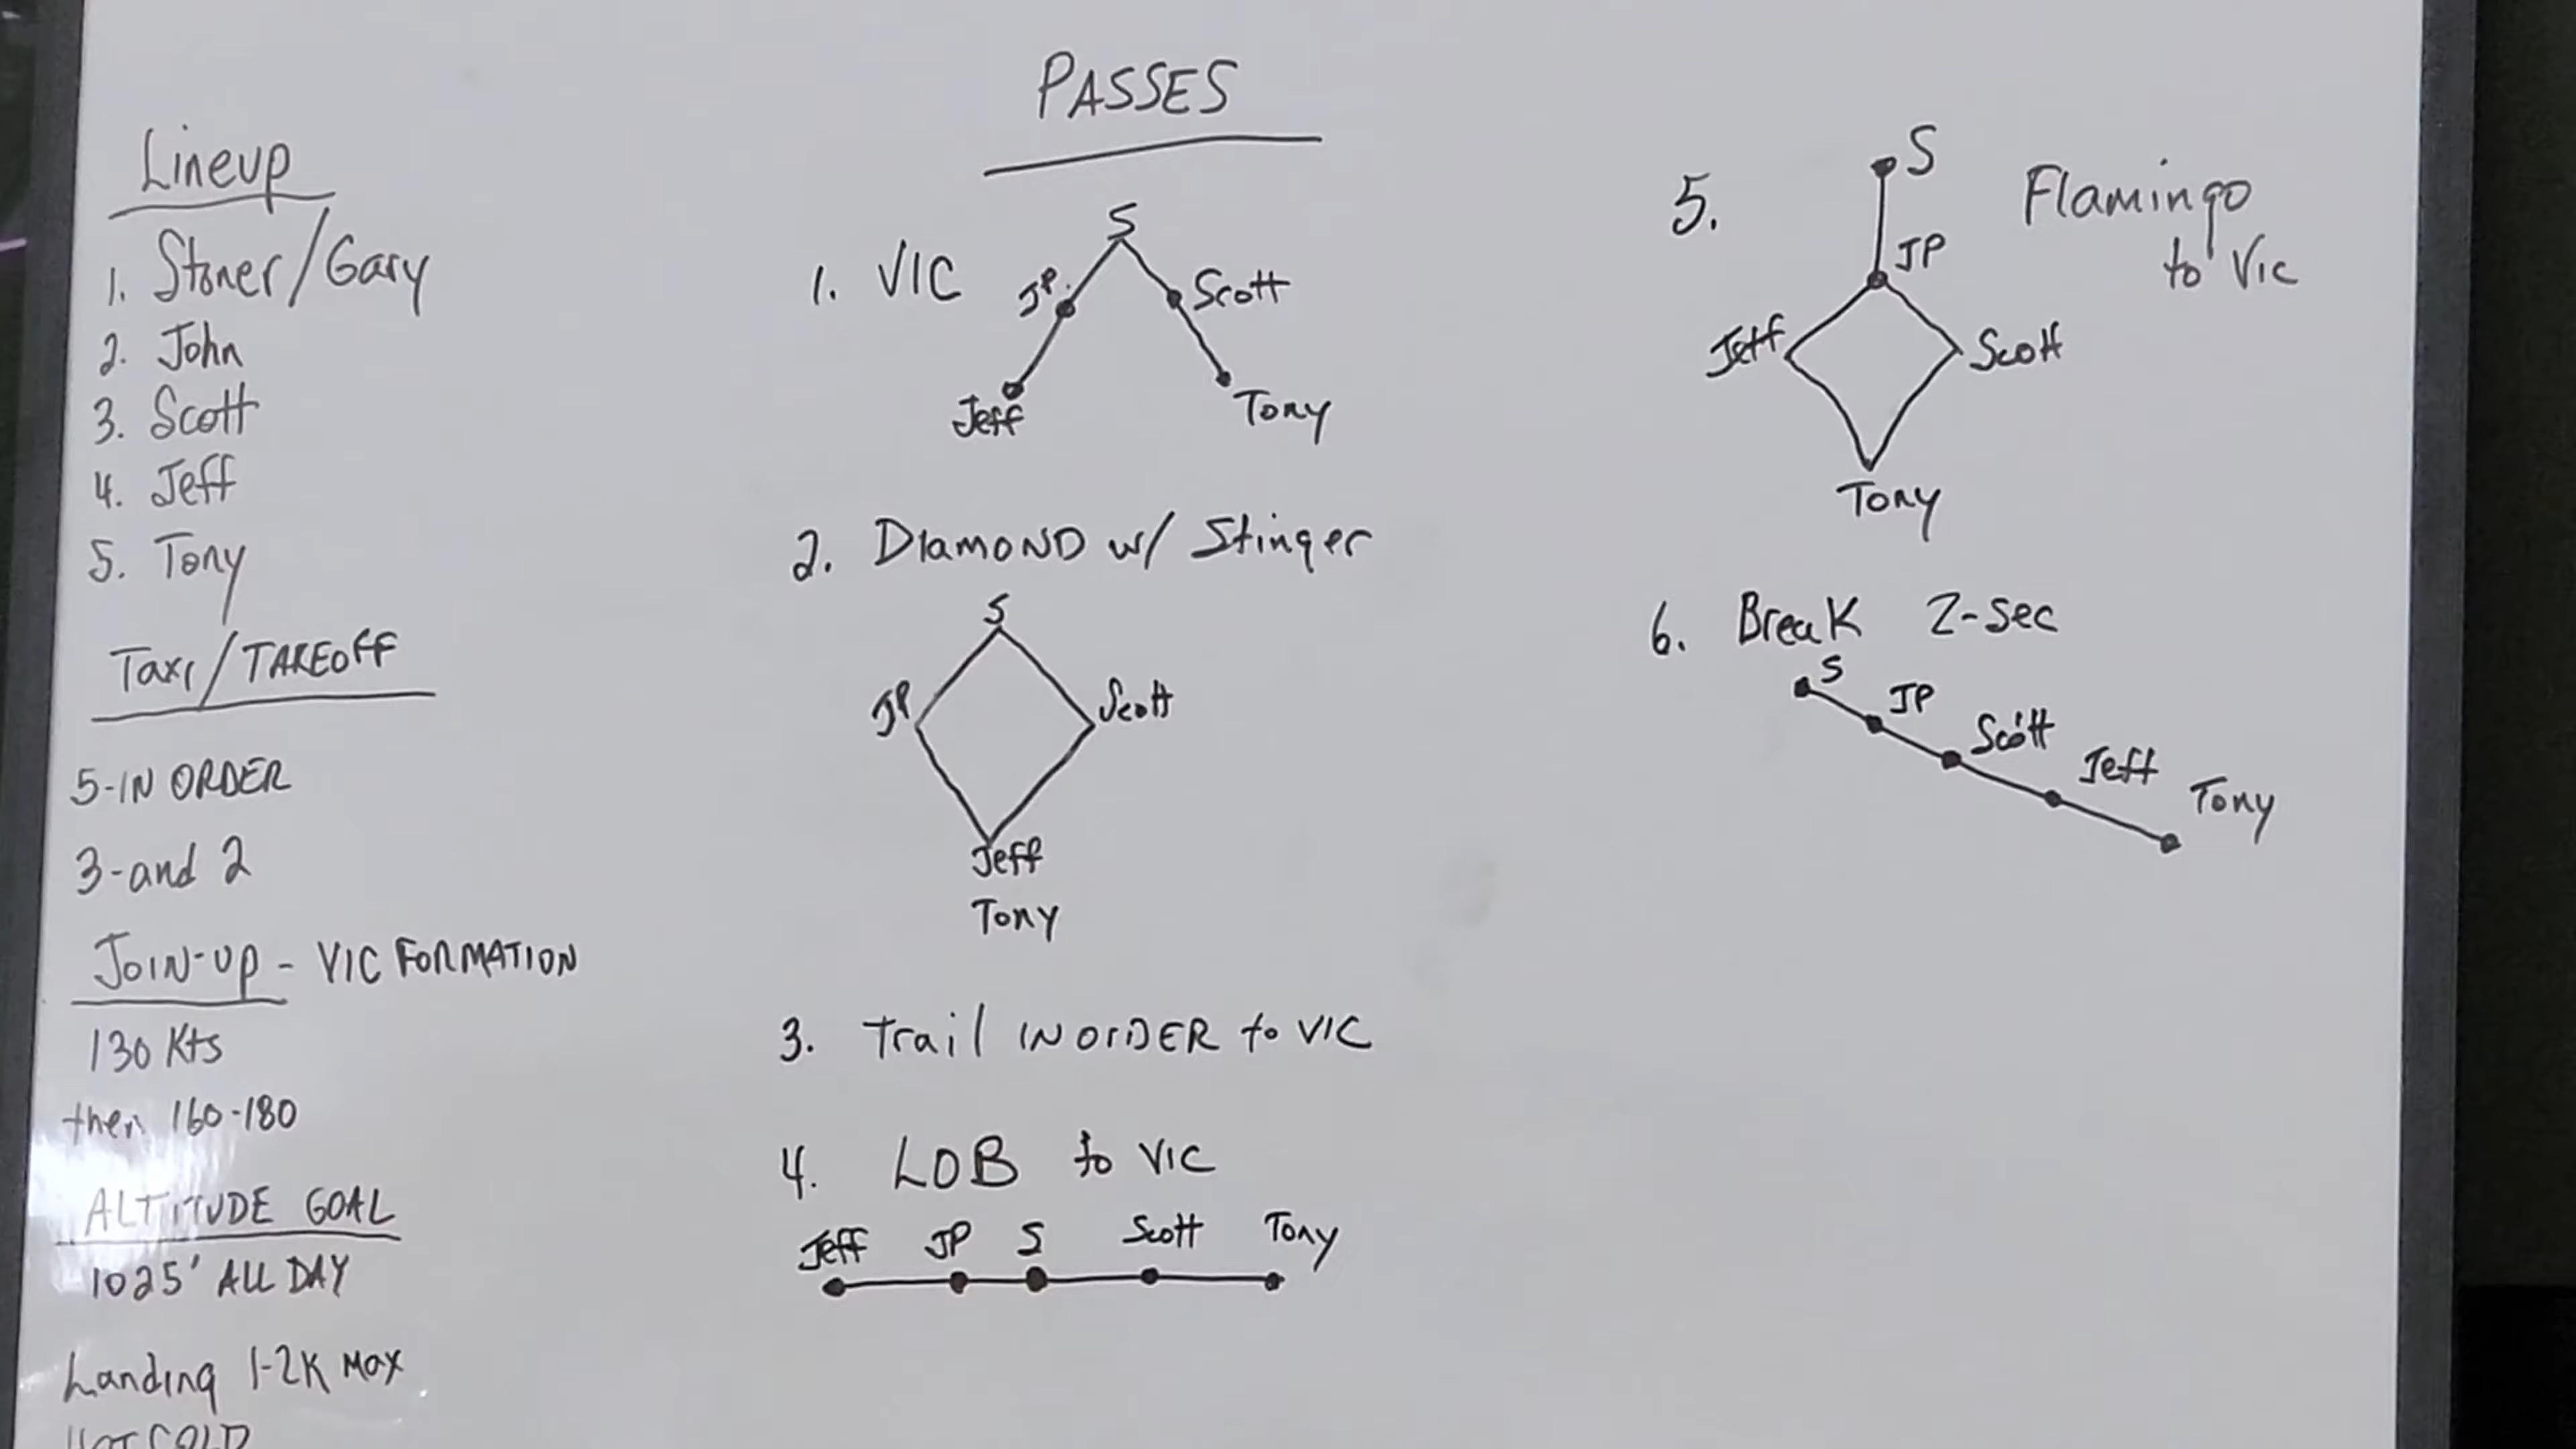 Lineup
1. Stoner/Gary
2. John
3. Scott
4. Jeff
5. Tony
Taxi/TAKEOFF
5-IN ORDER
3-and 2
JOIN-UP - VIC FORMATION
130 Kts
then 160-180
ALTITUDE GOAL
1025' ALL DAY
Landing 1-2K MAX
HOT COLD
PASSES
1. VIC
S
JP
Scott
Jeff
Tony
2. DIAMOND w/ Stinger
S
JP
Scott
Jeff
Tony
3. Trail IN ORDER to VIC
4. LOB to VIC
Jeff JP S Scott Tony
5.
Flamingo
to Vic
S
JP
Jeff
Scott
Tony
6. Break 2-sec
S
JP
Scott
Jeff
Tony